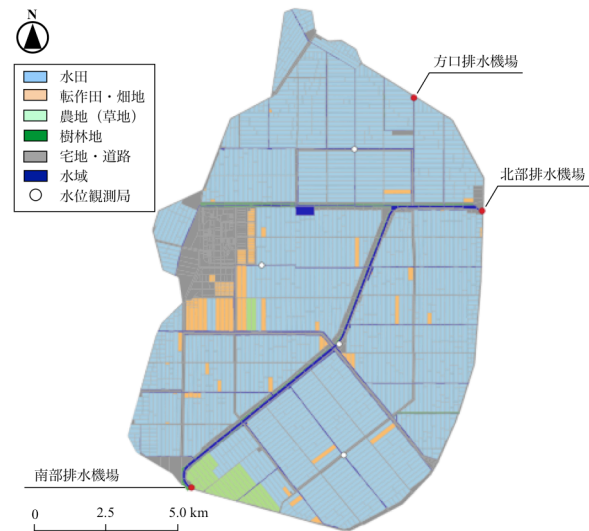 N
方口排水機場
水田
転作田・畑地
農地（草地）
樹林地
宅地・道路
水域
水位観測局
北部排水機場
南部排水機場
0 2.5 5.0 km